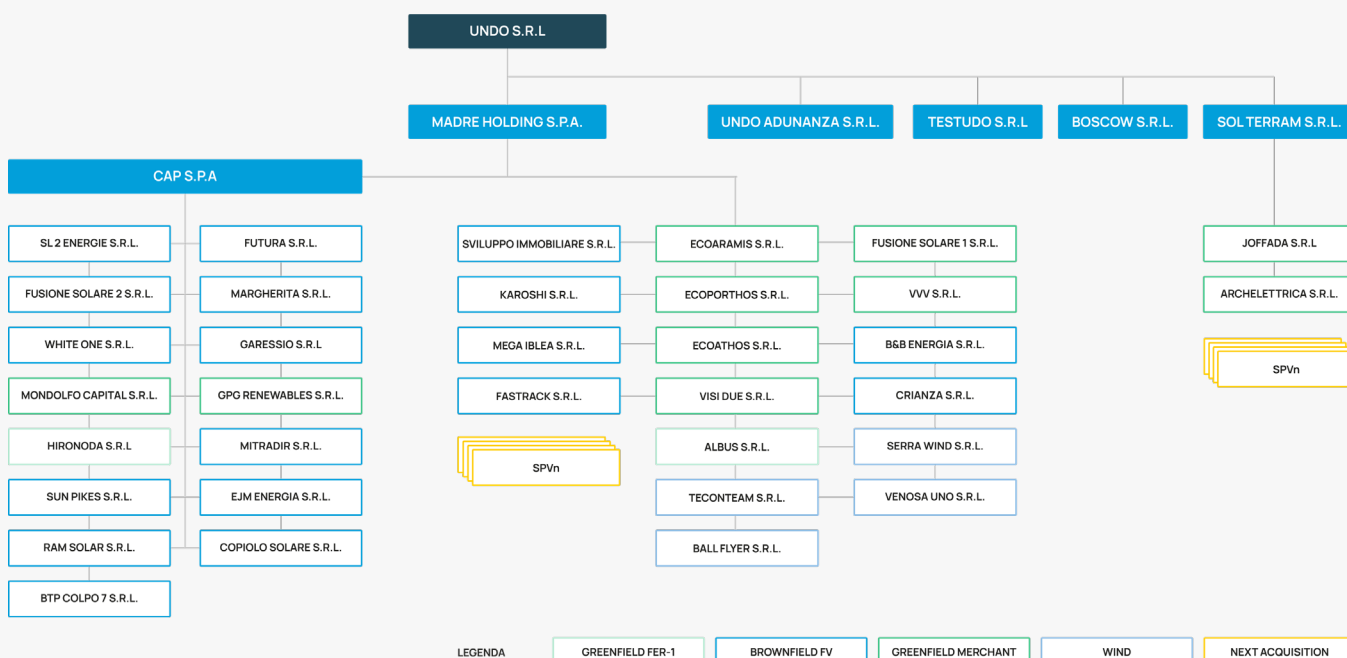 UNDO S.R.L
MADRE HOLDING S.P.A.
UNDO ADUNANZA S.R.L.
TESTUDO S.R.L
BOSCOW S.R.L.
SOL TERRAM S.R.L.
CAP S.P.A
SL 2 ENERGIE S.R.L.
FUTURA S.R.L.
SVILUPPO IMMOBILIARE S.R.L.
ECOARAMIS S.R.L.
FUSIONE SOLARE 1 S.R.L.
JOFFADA S.R.L
FUSIONE SOLARE 2 S.R.L.
MARGHERITA S.R.L.
KAROSHI S.R.L.
ECOPORTHOS S.R.L.
VVV S.R.L.
ARCHELETTRICA S.R.L.
WHITE ONE S.R.L.
GARESSIO S.R.L
MEGA IBLEA S.R.L.
ECOATHOS S.R.L.
B&B ENERGIA S.R.L.
SPVn
MONDOLFO CAPITAL S.R.L.
GPG RENEWABLES S.R.L.
FASTRACK S.R.L.
VISI DUE S.R.L.
CRIANZA S.R.L.
HIRONODA S.R.L
MITRADIR S.R.L.
ALBUS S.R.L.
SERRA WIND S.R.L.
SPVn
SUN PIKES S.R.L.
EJM ENERGIA S.R.L.
TECONTEAM S.R.L.
VENOSA UNO S.R.L.
RAM SOLAR S.R.L.
COPIOLO SOLARE S.R.L.
BALL FLYER S.R.L.
BTP COLPO 7 S.R.L.
LEGENDA
GREENFIELD FER-1
BROWNFIELD FV
GREENFIELD MERCHANT
WIND
NEXT ACQUISITION